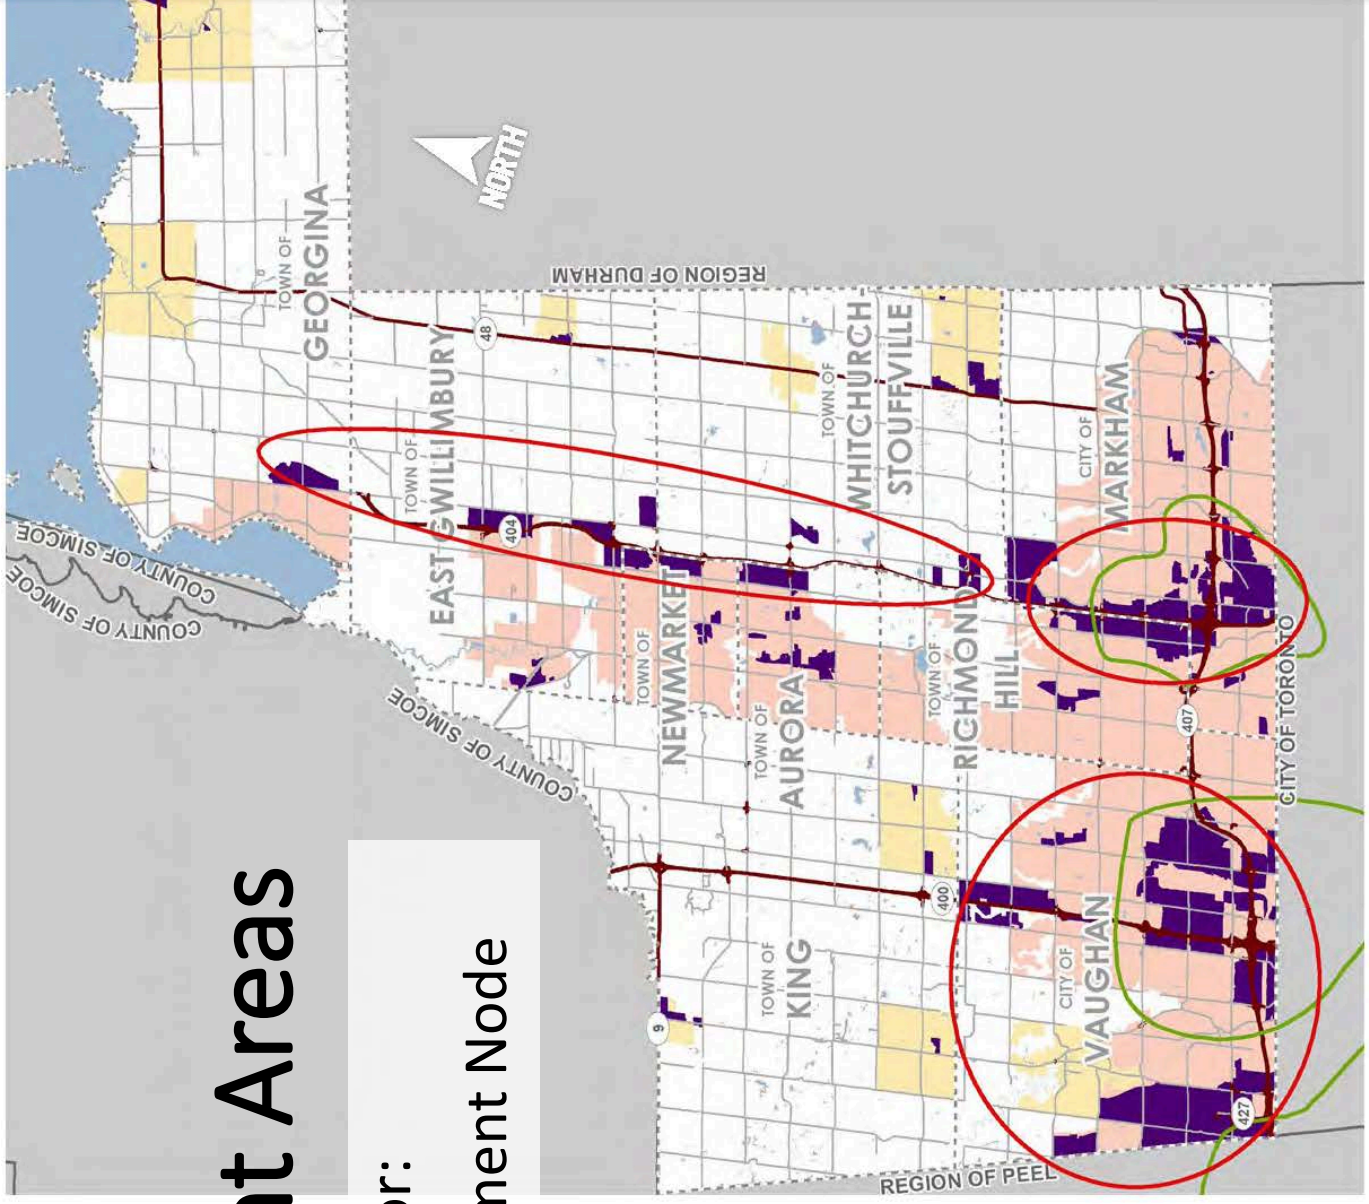 nt Areas
or:
ment Node
NORTH
TOWN OF
GEORGINA
REGION OF DURHAM
COUNTY OF SIMCOE
COUNTY OF SIMCOE
COUNTY OF SIMCOE
48
TOWN OF
EAST GWILLIMBURY
404
TOWN OF
WHITCHURCH-
STOUFFVILLE
TOWN OF
NEWMARKET
TOWN OF
AURORA
TOWN OF
RICHMOND
HILL
CITY OF
MARKHAM
407
CITY OF TORONTO
9
TOWN OF
KING
400
CITY OF
VAUGHAN
427
REGION OF PEEL